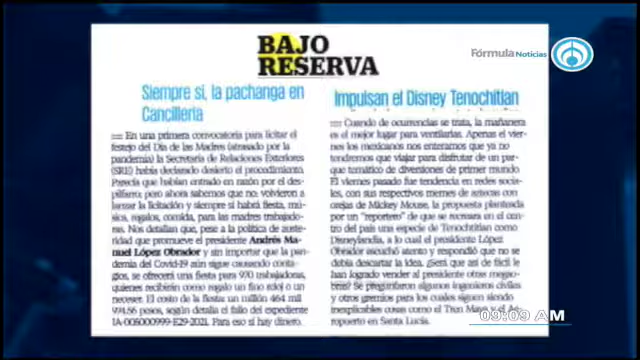 BAJO
RESERVA
Fórmula Noticias
Siempre sí, la pachanga en
Cancillería
En una primera convocatoria para licitar el
festejo del Día de las Madres (atrasado por la
pandemia) la Secretaría de Relaciones Exteriores
(SRE) había declarado desierto el procedimiento.
Parecía que habían entrado en razón por el des-
pilfarro; pero ahora sabemos que no, volvieron a
lanzar la licitación y siempre sí habrá fiesta, mú-
sica, regalos, comida, para las madres trabajado-
ras. Nos detallan que, pese a la política de auste-
ridad que promueve el presidente Andrés Ma-
nuel López Obrador y sin importar que la pan-
demia del Covid-19 aún sigue causando conta-
gios, se ofrecerá una fiesta para 970 trabajadoras,
quienes recibirán como regalo un fino reloj o un
neceser. El costo de la fiesta: un millón 464 mil
994.56 pesos, según detalla el fallo del expediente
IA-005000999-E29-2021. Para eso sí hay dinero.
Impulsan el Disney Tenochtitlan
Cuando de ocurrencias se trata, la mañanera
es el mejor lugar para ventilarlas. Apenas el vier-
nes los mexicanos nos enteramos que ya no
tendremos que viajar para disfrutar de un par-
que temático de diversiones de primer mundo.
El viernes pasado fue tendencia en redes socia-
les, con sus respectivos memes de aztecas con
orejas de Mickey Mouse, la propuesta planteada
por un "reportero" de que se recreara en el centro
del país una especie de Tenochtitlan como
Disneylandia, a lo cual el presidente López
Obrador escuchó atento y respondió que no se
debía descartar la idea. ¿Será que así de fácil le
han logrado vender al presidente otras megao-
bras? Se preguntaron algunos ingenieros civiles
y otros gremios para los cuales siguen siendo
inexplicables cosas como el Tren Maya y el Ae-
ropuerto en Santa Lucía.
09:09 AM